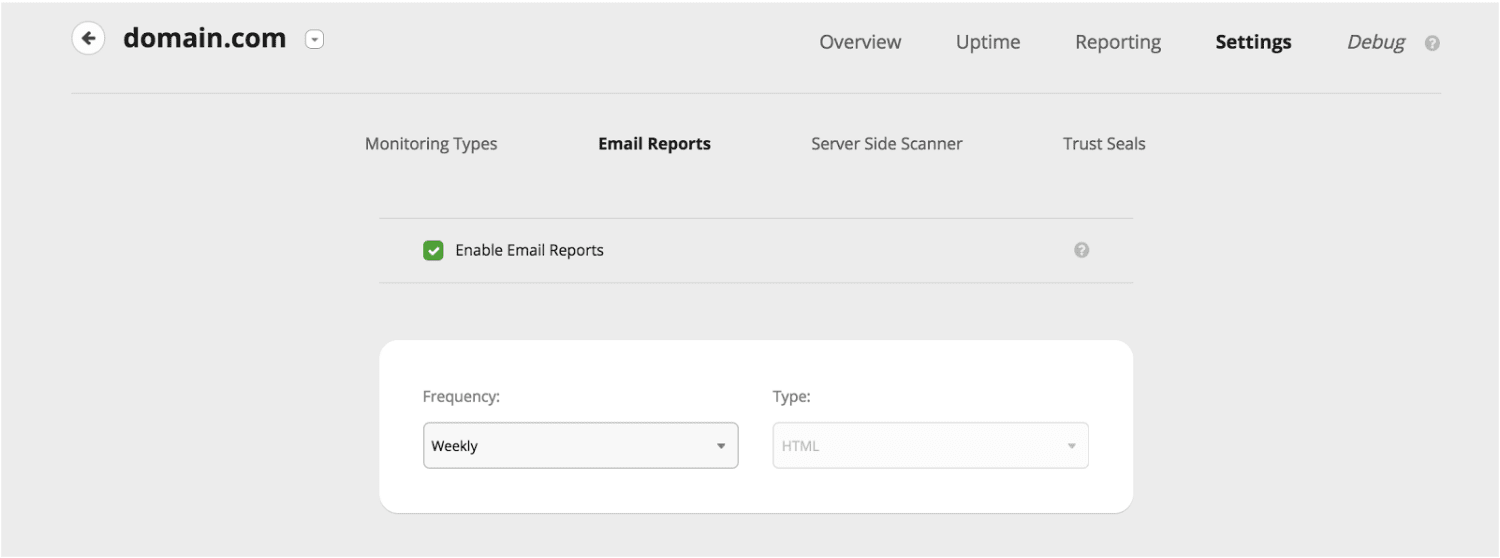 domain.com
Overview Uptime Reporting Settings Debug ?
Monitoring Types Email Reports Server Side Scanner Trust Seals
Enable Email Reports ?
Frequency: Type:
Weekly HTML